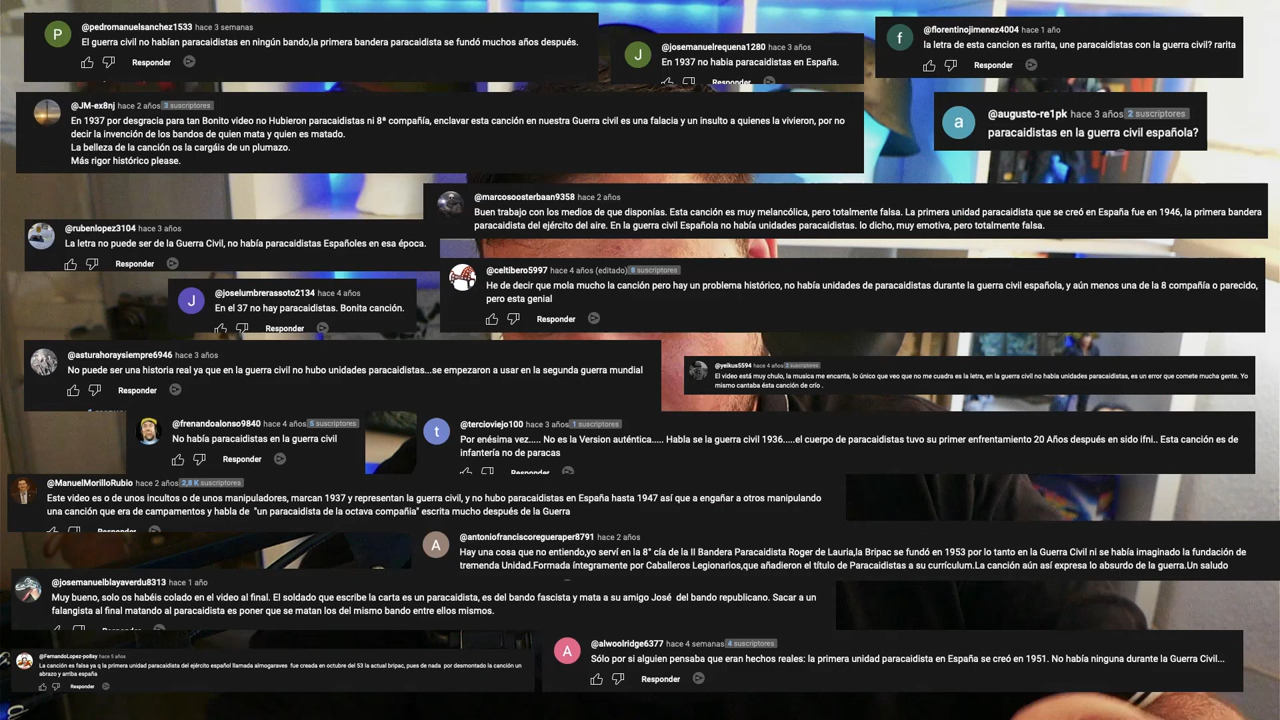 @pedromanuelsanchez1533 hace 3 semanas
El guerra civil no habían paracaidistas en ningún bando,la primera bandera paracaidista se fundó muchos años después.
Responder
@josemanuelrequena1280 hace 3 años
En 1937 no habia paracaidistas en España.
Responder
@florentinojimenez4004 hace 1 año
la letra de esta cancion es rarita, une paracaidistas con la guerra civil? rarita
Responder
@JM-ex8nj hace 2 años 3 suscriptores
En 1937 por desgracia para tan Bonito video no Hubieron paracaidistas ni 8ª compañía, enclavar esta canción en nuestra Guerra civil es una falacia y un insulto a quienes la vivieron, por no
decir la invención de los bandos de quien mata y quien es matado.
La belleza de la canción os la cargáis de un plumazo.
Más rigor histórico please.
@augusto-re1pk hace 3 años 2 suscriptores
paracaidistas en la guerra civil española?
@marcosoosterbaan9358 hace 2 años
Buen trabajo con los medios de que disponías. Esta canción es muy melancólica, pero totalmente falsa. La primera unidad paracaidista que se creó en España fue en 1946, la primera bandera
paracaidista del ejército del aire. En la guerra civil Española no había unidades paracaidistas. lo dicho, muy emotiva, pero totalmente falsa.
@rubenlopez3104 hace 3 años
La letra no puede ser de la Guerra Civil, no había paracaidistas Españoles en esa época.
Responder
@celtibero5997 hace 4 años (editado) 8 suscriptores
He de decir que mola mucho la canción pero hay un problema histórico, no había unidades de paracaidistas durante la guerra civil española, y aún menos una de la 8 compañía o parecido,
pero esta genial
Responder
@joselumbrerassoto2134 hace 4 años
En el 37 no hay paracaidistas. Bonita canción.
Responder
@asturahoraysiempre6946 hace 3 años
No puede ser una historia real ya que en la guerra civil no hubo unidades paracaidistas...se empezaron a usar en la segunda guerra mundial
Responder
@yeikus5594 hace 4 años 2 suscriptores
El video está muy chulo, la musica me encanta, lo único que veo que no me cuadra es la letra, en la guerra civil no habia unidades paracaidistas, es un error que comete mucha gente. Yo
mismo cantaba ésta canción de crío .
@frenandoalonso9840 hace 4 años 5 suscriptores
No había paracaidistas en la guerra civil
Responder
@tercioviejo100 hace 3 años 1 suscriptores
Por enésima vez..... No es la Version auténtica..... Habla se la guerra civil 1936.....el cuerpo de paracaidistas tuvo su primer enfrentamiento 20 Años después en sido ifni.. Esta canción es de
infantería no de paracas
Responder
@ManuelMorilloRubio hace 2 años 2,8 K suscriptores
Este video es o de unos incultos o de unos manipuladores, marcan 1937 y representan la guerra civil, y no hubo paracaidistas en España hasta 1947 así que a engañar a otros manipulando
una canción que era de campamentos y habla de "un paracaidista de la octava compañia" escrita mucho después de la Guerra
Responder
@antoniofranciscoregueraper8791 hace 2 años
Hay una cosa que no entiendo,yo serví en la 8° cía de la II Bandera Paracaidista Roger de Lauria,la Bripac se fundó en 1953 por lo tanto en la Guerra Civil ni se había imaginado la fundación de
tremenda Unidad.Formada íntegramente por Caballeros Legionarios,que añadieron el título de Paracaidistas a su currículum.La canción aún así expresa lo absurdo de la guerra.Un saludo
@josemanuelblayaverdu8313 hace 1 año
Muy bueno, solo os habéis colado en el video al final. El soldado que escribe la carta es un paracaidista, es del bando fascista y mata a su amigo José del bando republicano. Sacar a un
falangista al final matando al paracaidista es poner que se matan los del mismo bando entre ellos mismos.
Responder
@FernandoLopez-po8sy hace 5 años
La canción es falsa ya q la primera unidad paracaidista del ejército español llamada almogaraves fue creada en octubre del 53 la actual bripac, pues de nada por desmontado la canción un
abrazo y arriba españa
Responder
@alwoolridge6377 hace 4 semanas 4 suscriptores
Sólo por si alguien pensaba que eran hechos reales: la primera unidad paracaidista en España se creó en 1951. No había ninguna durante la Guerra Civil...
Responder